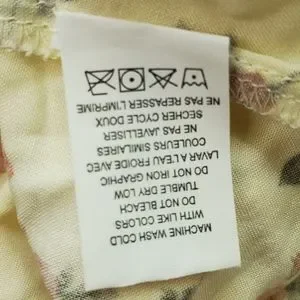 MACHINE WASH COLD
WITH LIKE COLORS
DO NOT BLEACH
TUMBLE DRY LOW
DO NOT IRON GRAPHIC
LAVAR A L'EAU FROIDE AVEC
COULEURS SIMILAIRES
NE PAS JAVELLISER
SECHER CYCLE DOUX
NE PAS REPASSER L'IMPRIME